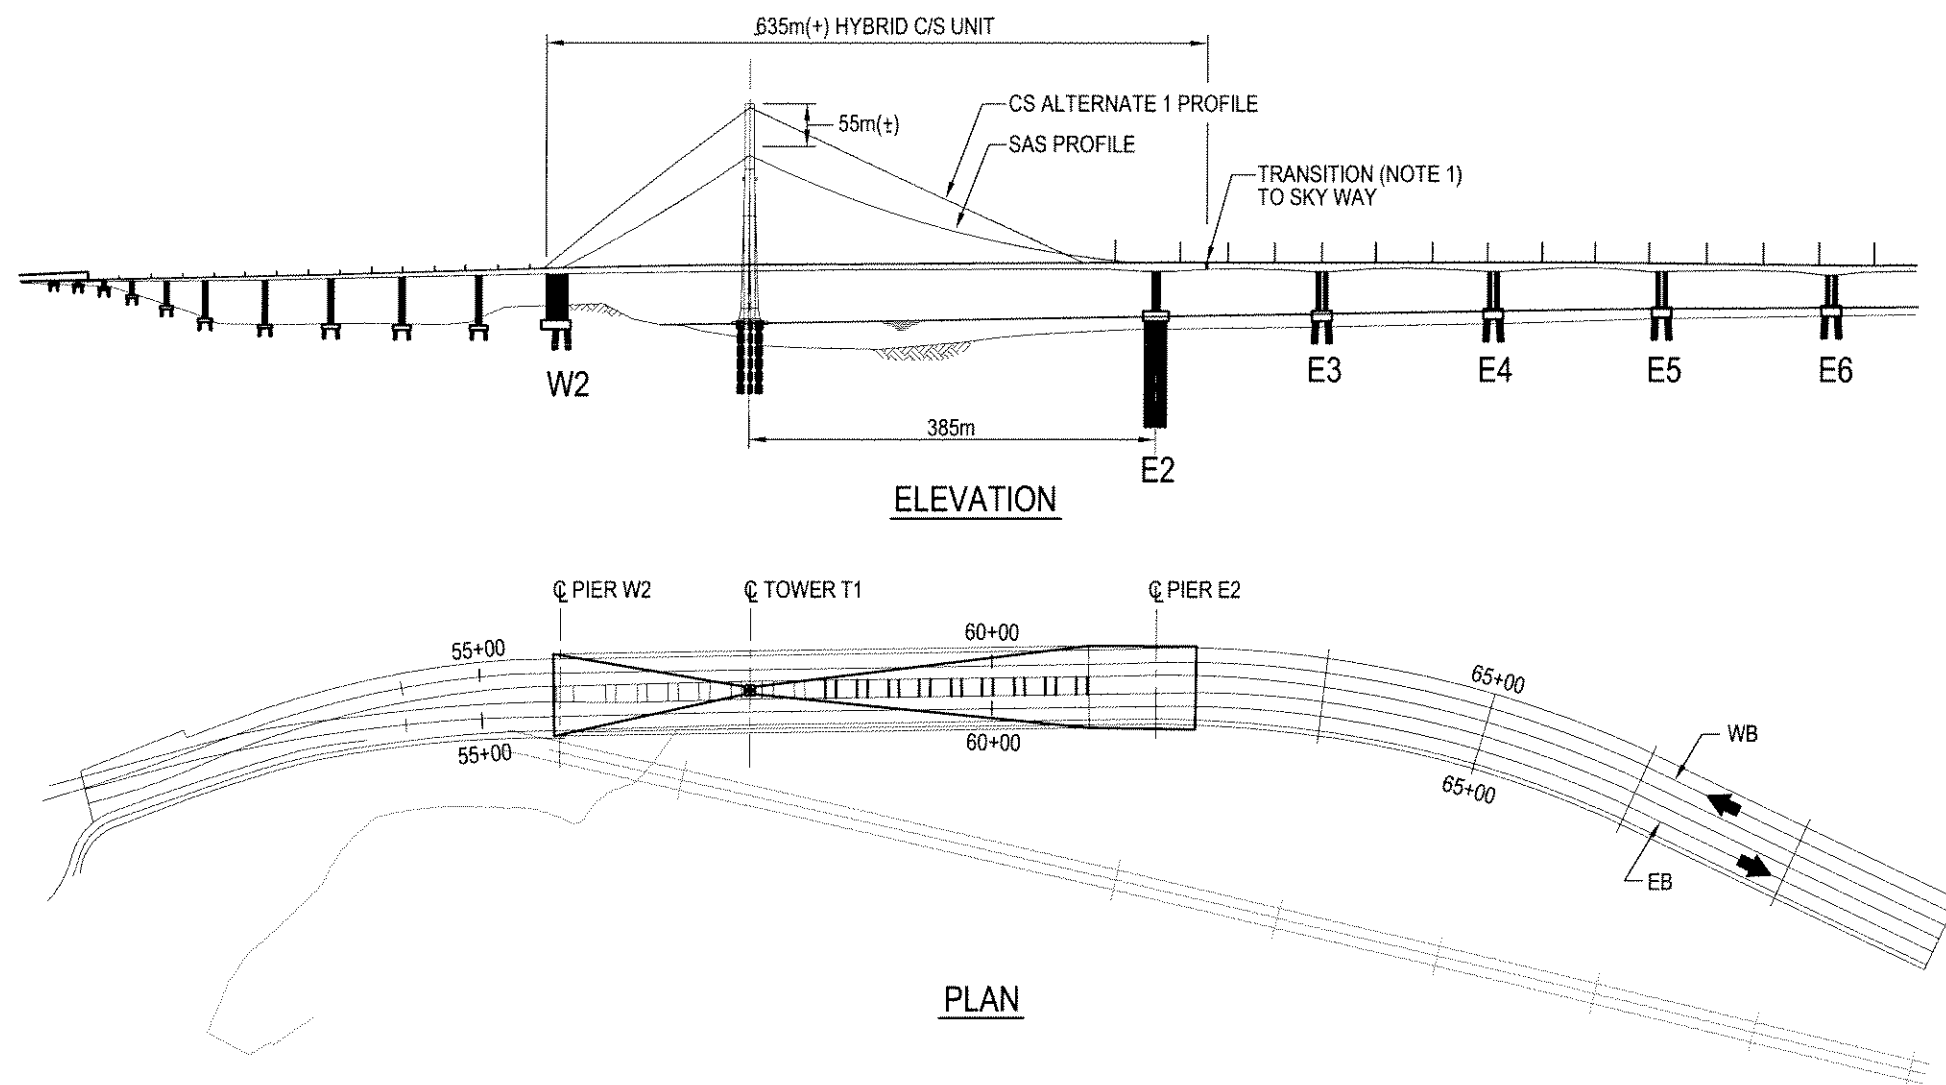 635m(+) HYBRID C/S UNIT
CS ALTERNATE 1 PROFILE
55m(±)
SAS PROFILE
TRANSITION (NOTE 1)
TO SKY WAY
W2
E3
E4
E5
E6
385m
E2
ELEVATION
℄ PIER W2
℄ TOWER T1
℄ PIER E2
55+00
60+00
65+00
WB
55+00
60+00
65+00
EB
PLAN